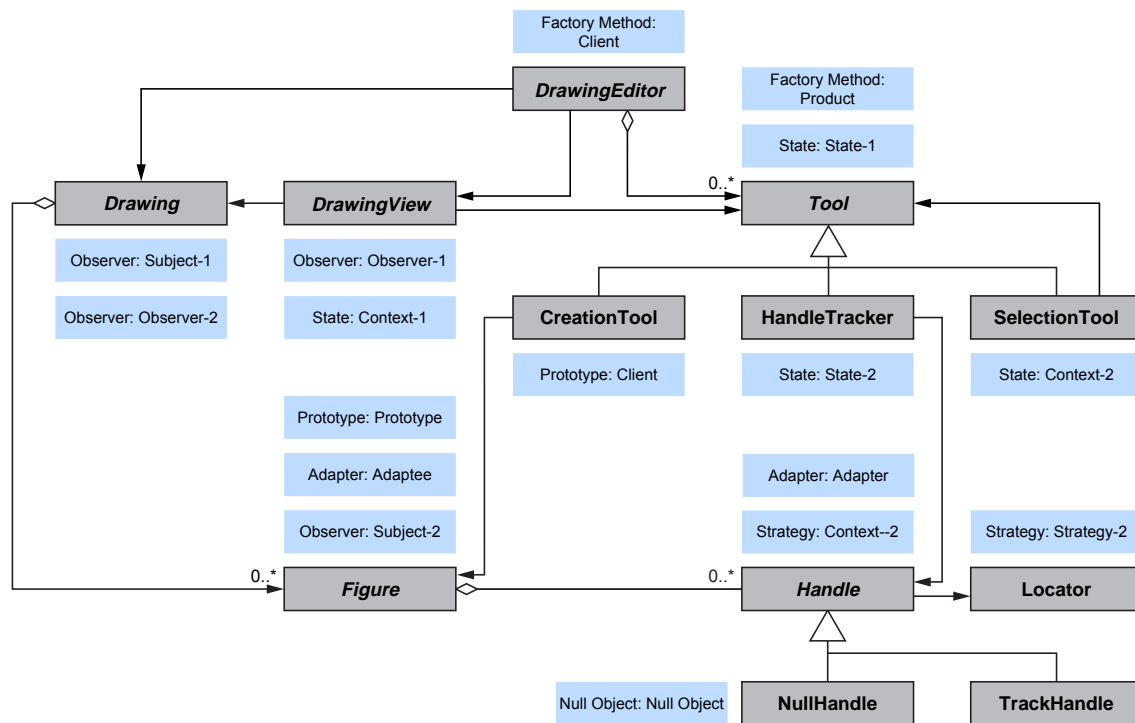 Factory Method:
Client
DrawingEditor
Factory Method:
Product
State: State-1
0..*
Drawing
DrawingView
Tool
Observer: Subject-1
Observer: Observer-1
Observer: Observer-2
State: Context-1
CreationTool
HandleTracker
SelectionTool
Prototype: Client
State: State-2
State: Context-2
Prototype: Prototype
Adapter: Adaptee
Adapter: Adapter
Observer: Subject-2
Strategy: Context--2
Strategy: Strategy-2
0..*
0..*
Figure
Handle
Locator
Null Object: Null Object
NullHandle
TrackHandle